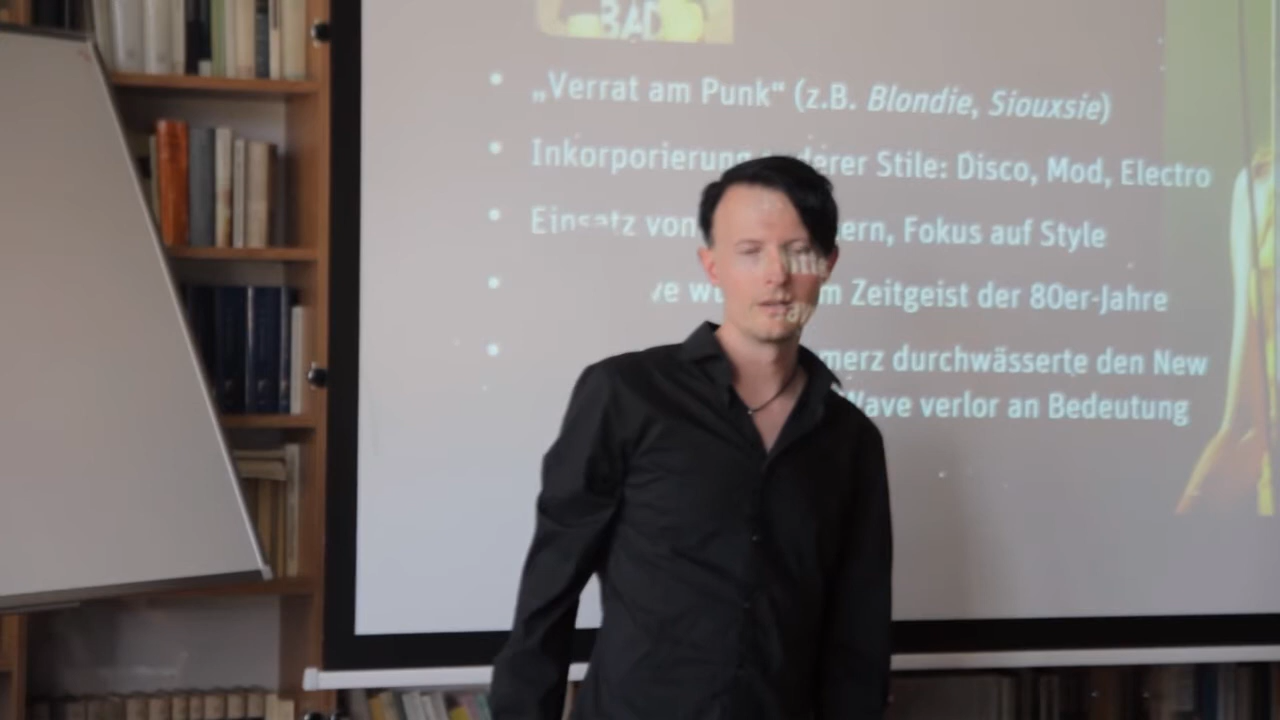 BAD
„Verrat am Punk“ (z.B. Blondie, Siouxsie)
Inkorporierung anderer Stile: Disco, Mod, Electro
Einsatz von Fokus auf Style
Zeitgeist der 80er-Jahre
durchwässerte den New
Wave verlor an Bedeutung